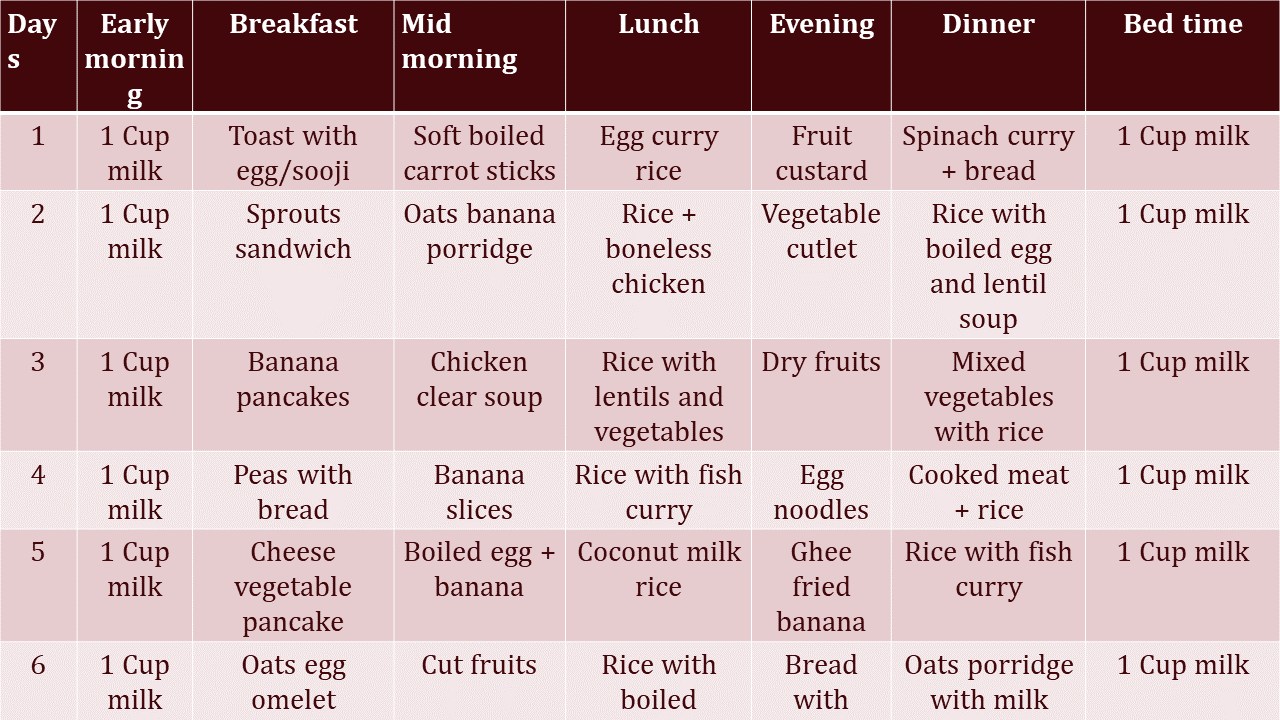 Day
s
Early
mornin
g
Breakfast
Mid
morning
Lunch
Evening
Dinner
Bed time
1
1 Cup
milk
Toast with
egg/sooji
Soft boiled
carrot sticks
Egg curry
rice
Fruit
custard
Spinach curry
+ bread
1 Cup milk
2
1 Cup
milk
Sprouts
sandwich
Oats banana
porridge
Rice +
boneless
chicken
Vegetable
cutlet
Rice with
boiled egg
and lentil
soup
1 Cup milk
3
1 Cup
milk
Banana
pancakes
Chicken
clear soup
Rice with
lentils and
vegetables
Dry fruits
Mixed
vegetables
with rice
1 Cup milk
4
1 Cup
milk
Peas with
bread
Banana
slices
Rice with fish
curry
Egg
noodles
Cooked meat
+ rice
1 Cup milk
5
1 Cup
milk
Cheese
vegetable
pancake
Boiled egg +
banana
Coconut milk
rice
Ghee
fried
banana
Rice with fish
curry
1 Cup milk
6
1 Cup
milk
Oats egg
omelet
Cut fruits
Rice with
boiled
Bread
with
Oats porridge
with milk
1 Cup milk